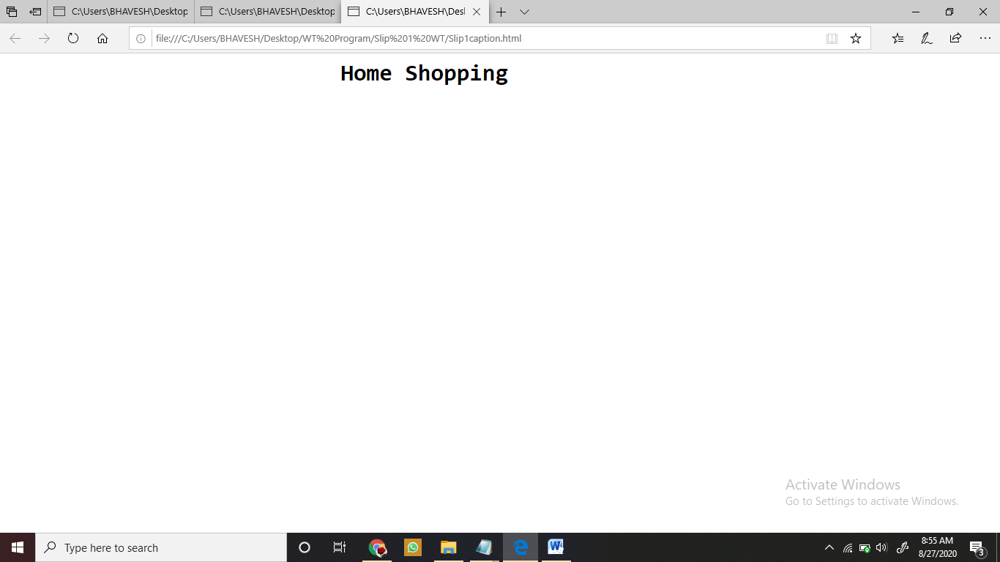 C:\Users\BHAVESH\Desktop
C:\Users\BHAVESH\Desktop
C:\Users\BHAVESH\Desl
file:///C:/Users/BHAVESH/Desktop/WT%20Program/Slip%201%20WT/Slip1caption.html
Home Shopping
Activate Windows
Go to Settings to activate Windows.
Type here to search
8:55 AM
8/27/2020
3